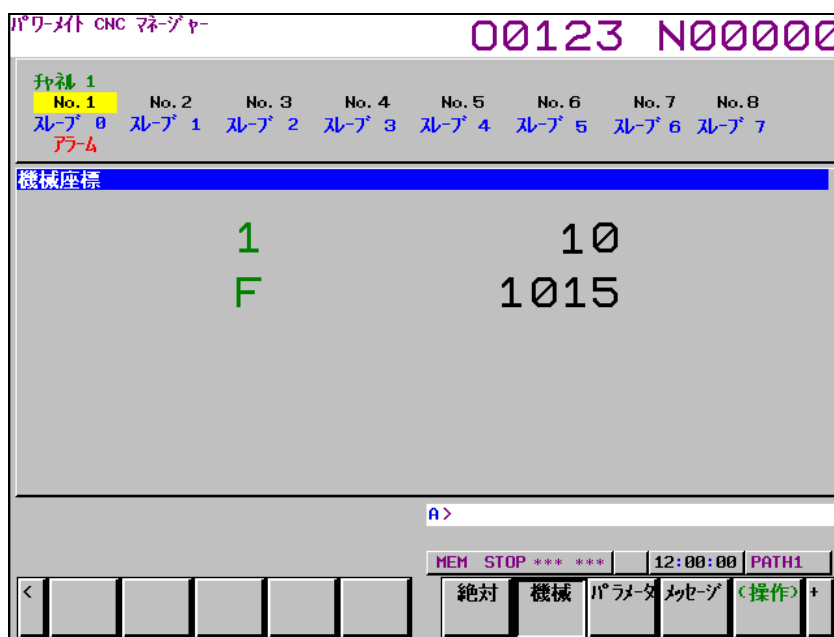 パワーメイト CNC マネージャー
O0123 N00000
チャネル 1
No.1 No.2 No.3 No.4 No.5 No.6 No.7 No.8
スレーブ 0 スレーブ 1 スレーブ 2 スレーブ 3 スレーブ 4 スレーブ 5 スレーブ 6 スレーブ 7
アラーム
機械座標
1 10
F 1015
A>
MEM STOP *** *** 12:00:00 PATH1
< 絶対 機械 パラメータ メッセージ (操作) +